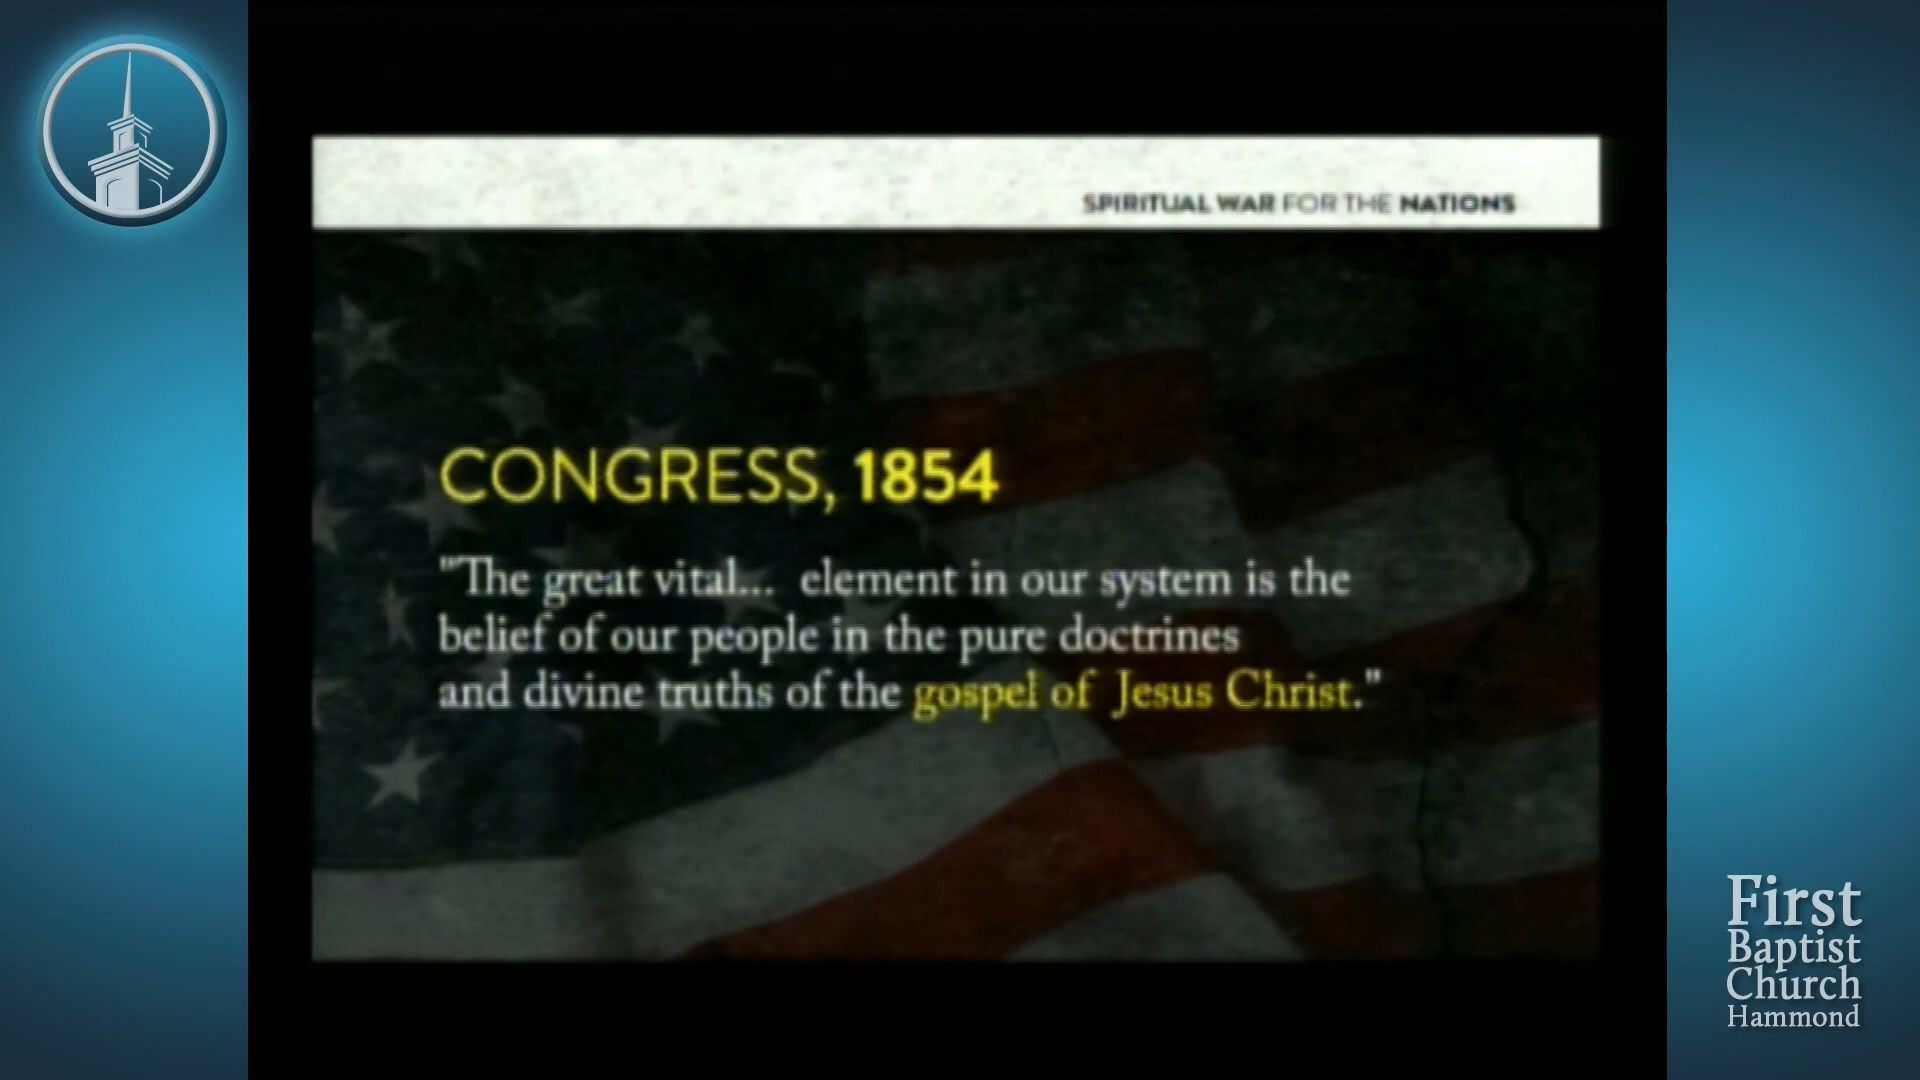 SPIRITUAL WAR FOR THE NATIONS
CONGRESS, 1854
"The great vital... element in our system is the
belief of our people in the pure doctrines
and divine truths of the gospel of Jesus Christ."
First
Baptist
Church
Hammond